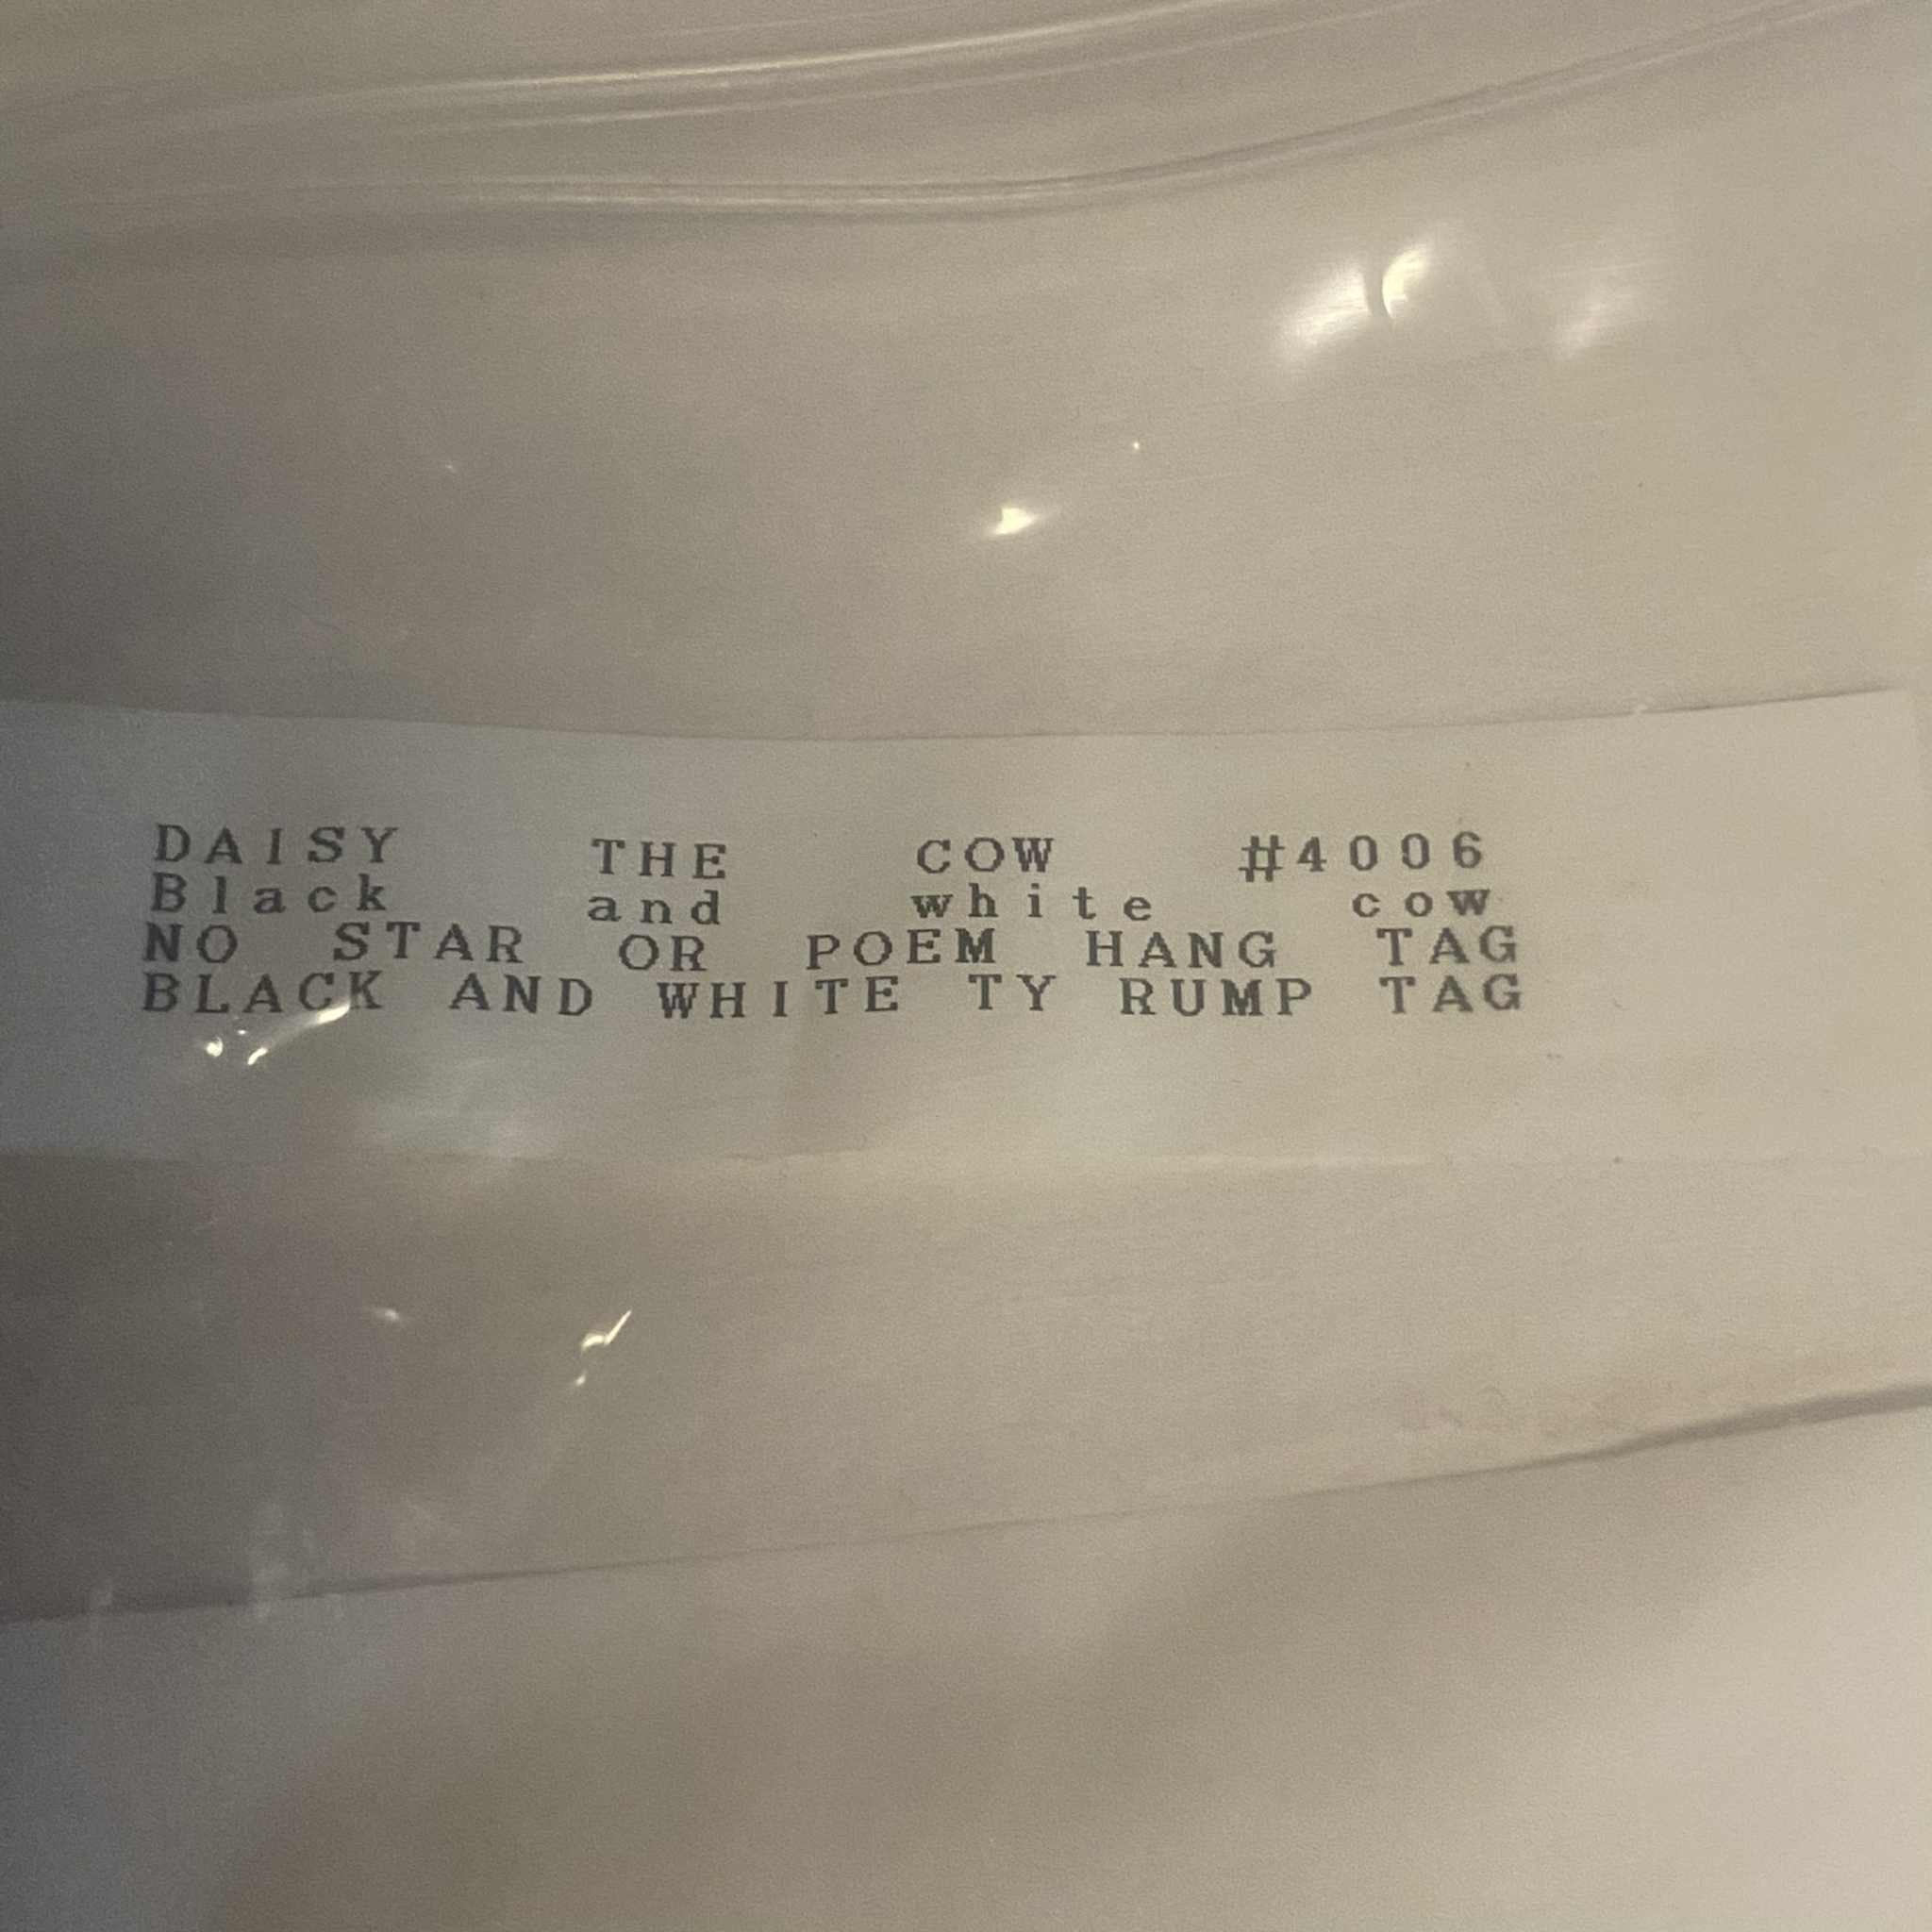 DAISY THE COW #4006
Black and white cow
NO STAR OR POEM HANG TAG
BLACK AND WHITE TY RUMP TAG